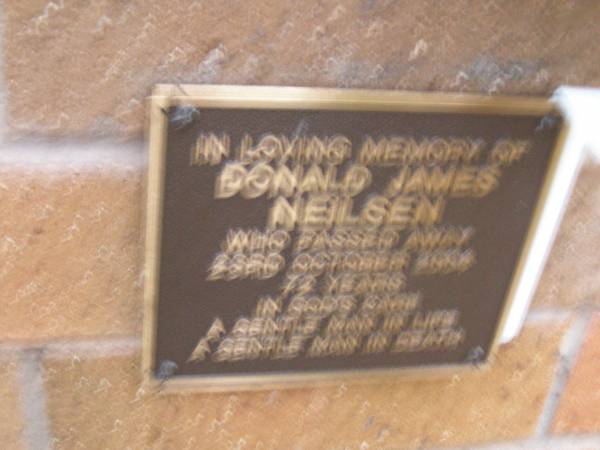 IN LOVING MEMORY OF
DONALD JAMES
NEILSEN
WHO PASSED AWAY
23RD OCTOBER
72 YEARS
IN GOD'S
A GENTLE MAN IN LIFE
A GENTLE MAN IN DEATH